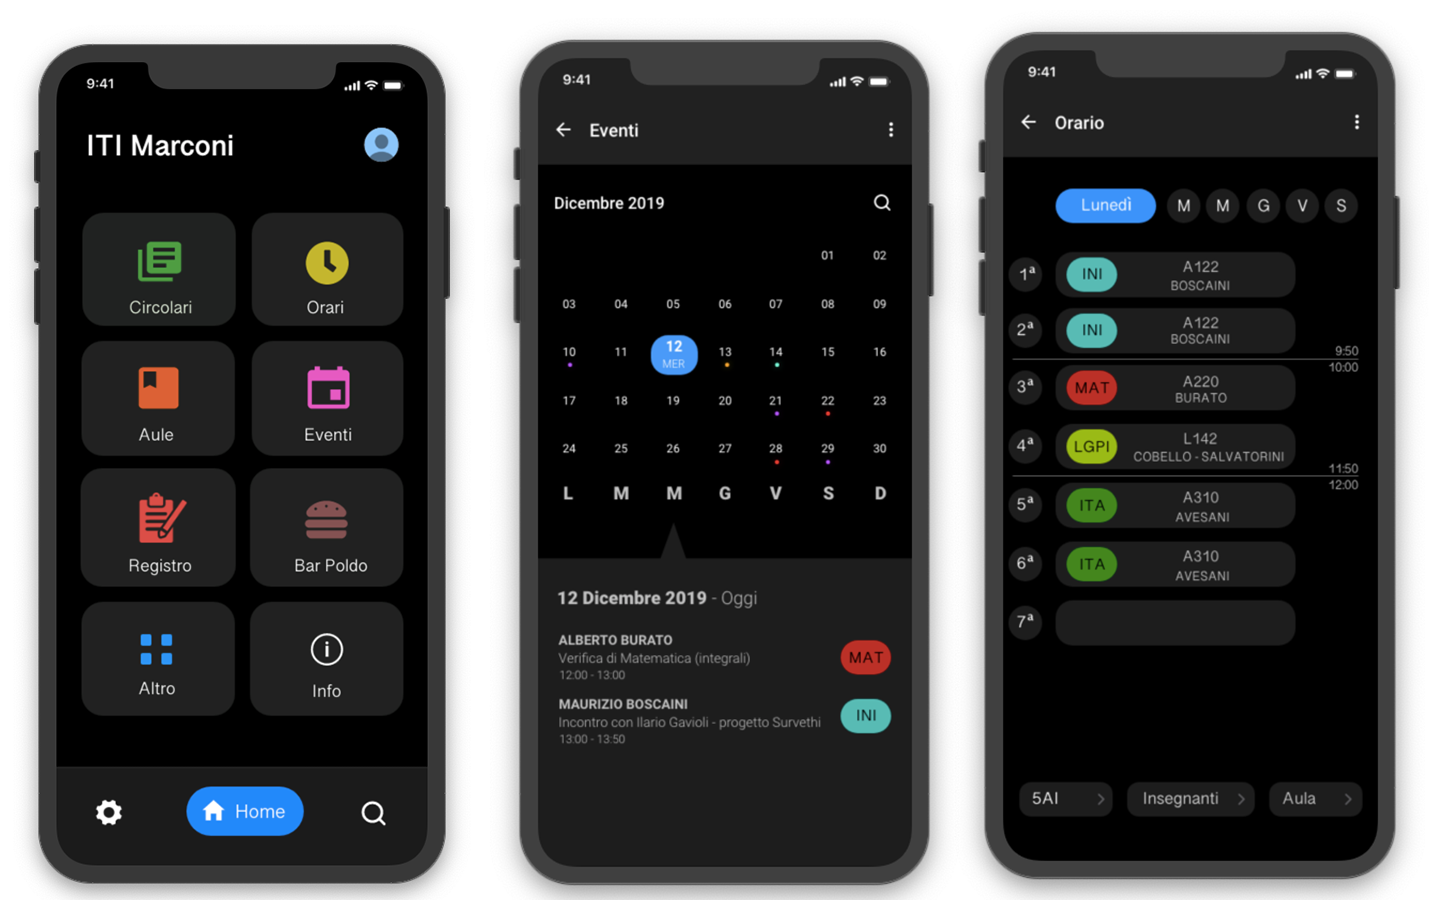 9:41
ITI Marconi
Circolari
Orari
Aule
Eventi
Registro
Bar Poldo
Altro
Info
Home
9:41
Eventi
Dicembre 2019
01 02
03 04 05 06 07 08 09
10 11 12 13 14 15 16
MER
17 18 19 20 21 22 23
24 25 26 27 28 29 30
L M M G V S D
12 Dicembre 2019 - Oggi
ALBERTO BURATO
Verifica di Matematica (integrali)
12:00 - 13:00
MAT
MAURIZIO BOSCAINI
Incontro con Ilario Gavioli - progetto Survethi
13:00 - 13:50
INI
9:41
Orario
Lunedì M M G V S
1ª INI A122
BOSCAINI
2ª INI A122
BOSCAINI
9:50
10:00
3ª MAT A220
BURATO
4ª LGPI L142
COBELLO - SALVATORINI
11:50
12:00
5ª ITA A310
AVESANI
6ª ITA A310
AVESANI
7ª
5AI Insegnanti Aula